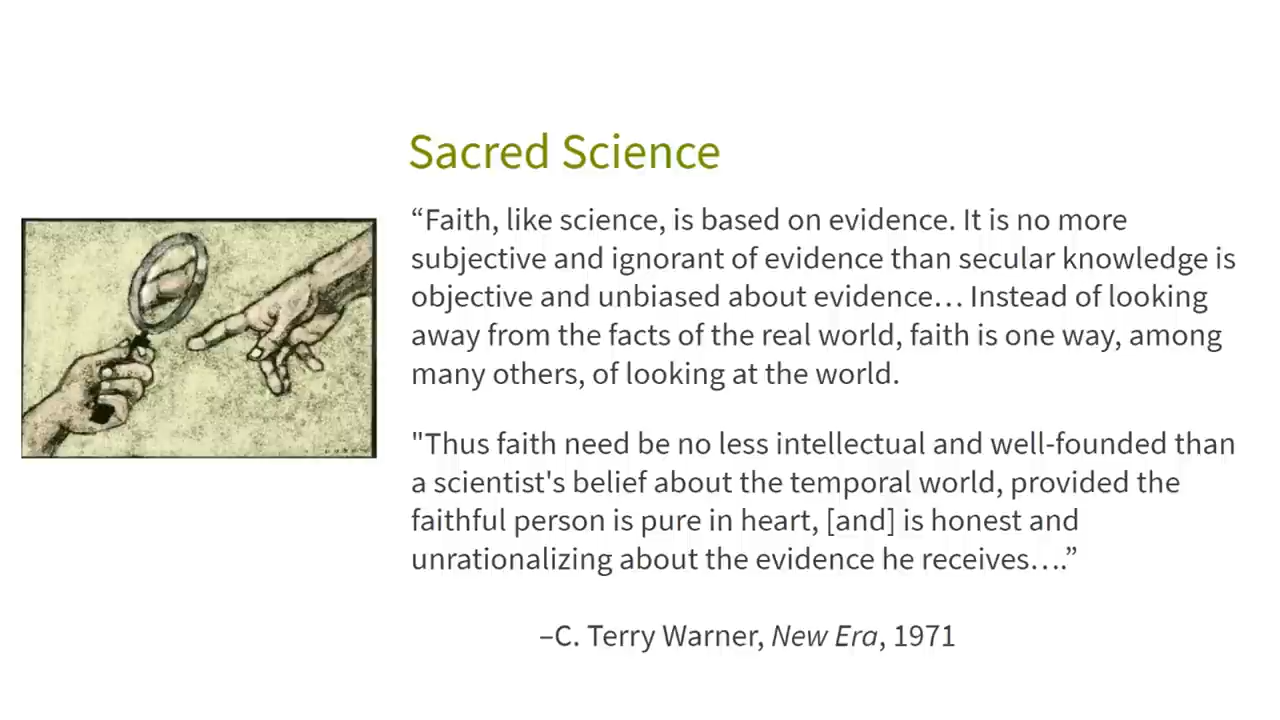 Sacred Science
“Faith, like science, is based on evidence. It is no more
subjective and ignorant of evidence than secular knowledge is
objective and unbiased about evidence… Instead of looking
away from the facts of the real world, faith is one way, among
many others, of looking at the world.
"Thus faith need be no less intellectual and well-founded than
a scientist's belief about the temporal world, provided the
faithful person is pure in heart, [and] is honest and
unrationalizing about the evidence he receives….”
–C. Terry Warner, New Era, 1971